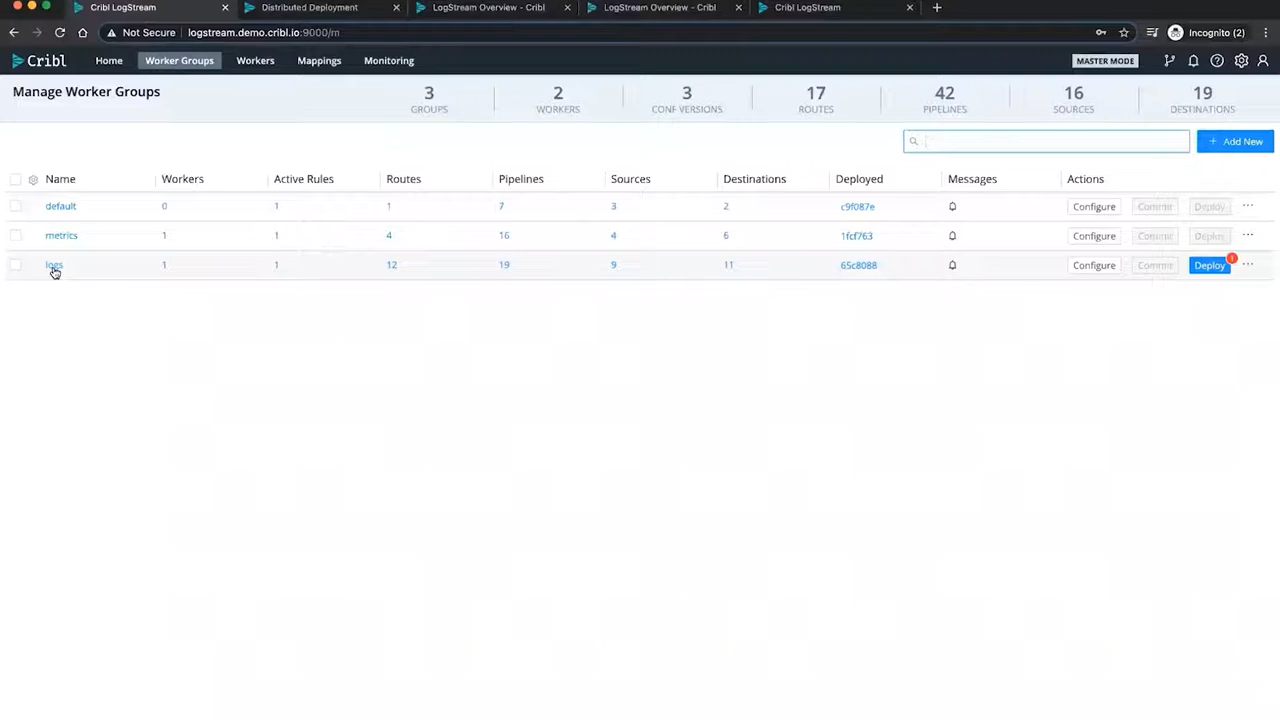 Cribl LogStream
Distributed Deployment
LogStream Overview - Cribl
LogStream Overview - Cribl
Cribl LogStream
Not Secure logstream.demo.cribl.io:9000/m
Incognito (2)
Cribl Home Worker Groups Workers Mappings Monitoring MASTER MODE
Manage Worker Groups
3 2 3 17 42 16 19
GROUPS WORKERS CONF VERSIONS ROUTES PIPELINES SOURCES DESTINATIONS
+ Add New
Name Workers Active Rules Routes Pipelines Sources Destinations Deployed Messages Actions
default 0 1 1 7 3 2 c9f087e Configure Commit Deploy ...
metrics 1 1 4 16 4 6 1fcf763 Configure Commit Deploy ...
logs 1 1 12 19 9 11 65c8088 Configure Commit Deploy 1 ...